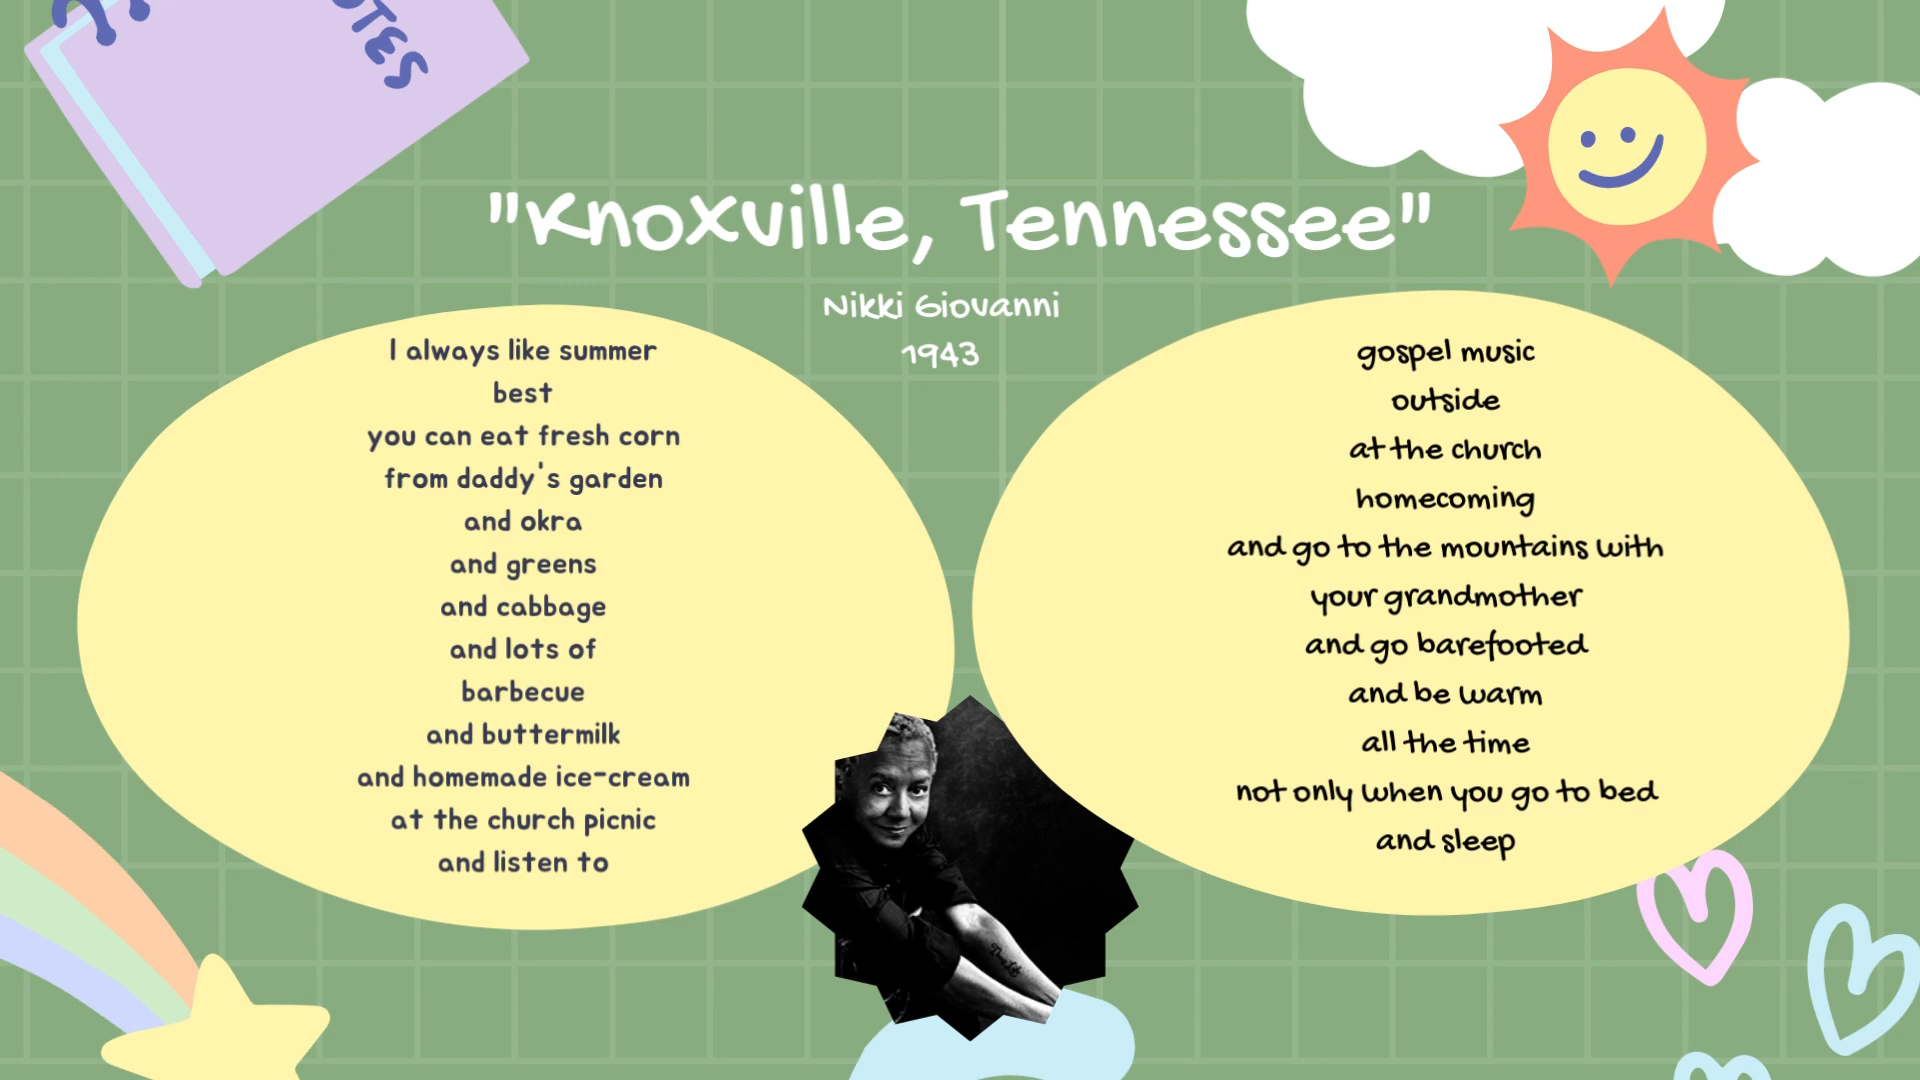 "Knoxville, Tennessee"
Nikki Giovanni
1943
I always like summer
best
you can eat fresh corn
from daddy's garden
and okra
and greens
and cabbage
and lots of
barbecue
and buttermilk
and homemade ice-cream
at the church picnic
and listen to
gospel music
outside
at the church
homecoming
and go to the mountains with
your grandmother
and go barefooted
and be warm
all the time
not only when you go to bed
and sleep